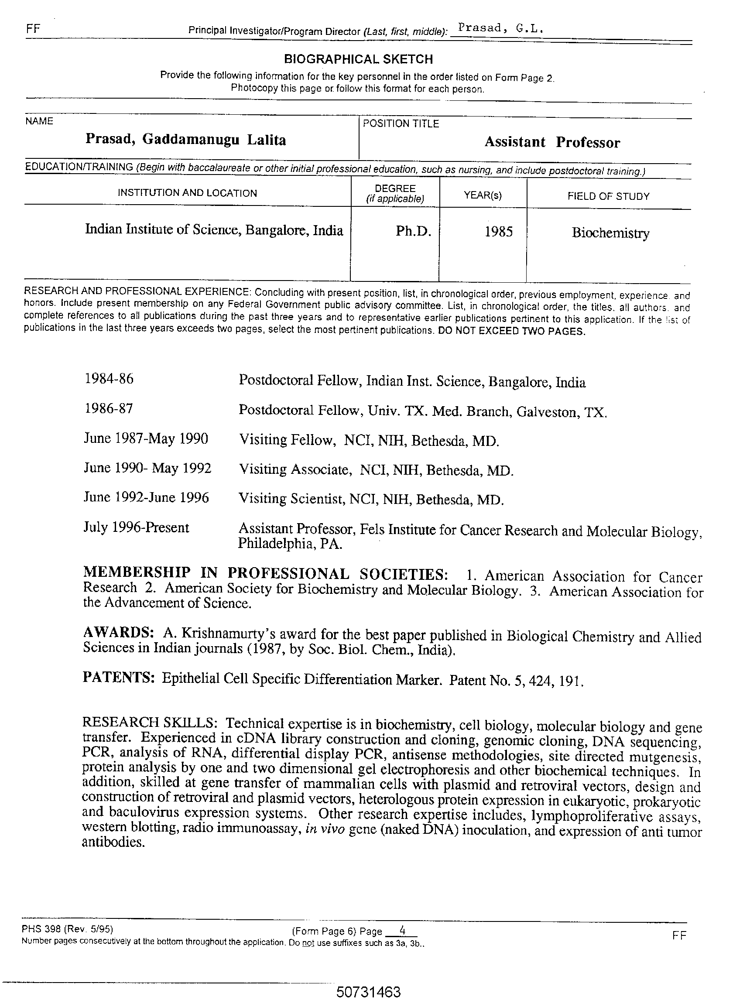 FF
Principal Investigator/Program Director (Last, first, middle): Prasad, G.L.
BIOGRAPHICAL SKETCH
Provide the following information for the key personnel in the order listed on Form Page 2.
Photocopy this page or follow this format for each person.
NAME
Prasad, Gaddamanugu Lalita
POSITION TITLE
Assistant Professor
EDUCATION/TRAINING (Begin with baccalaureate or other initial professional education, such as nursing, and include postdoctoral training.)
INSTITUTION AND LOCATION
DEGREE
(if applicable)
YEAR(s)
FIELD OF STUDY
Indian Institute of Science, Bangalore, India
Ph.D.
1985
Biochemistry
RESEARCH AND PROFESSIONAL EXPERIENCE: Concluding with present position, list, in chronological order, previous employment, experience, and
honors. Include present membership on any Federal Government public advisory committee. List, in chronological order, the titles, all authors, and
complete references to all publications during the past three years and to representative earlier publications pertinent to this application. If the list of
publications in the last three years exceeds two pages, select the most pertinent publications. DO NOT EXCEED TWO PAGES.
1984-86 Postdoctoral Fellow, Indian Inst. Science, Bangalore, India
1986-87 Postdoctoral Fellow, Univ. TX. Med. Branch, Galveston, TX.
June 1987-May 1990 Visiting Fellow, NCI, NIH, Bethesda, MD.
June 1990- May 1992 Visiting Associate, NCI, NIH, Bethesda, MD.
June 1992-June 1996 Visiting Scientist, NCI, NIH, Bethesda, MD.
July 1996-Present Assistant Professor, Fels Institute for Cancer Research and Molecular Biology,
Philadelphia, PA.
MEMBERSHIP IN PROFESSIONAL SOCIETIES: 1. American Association for Cancer
Research 2. American Society for Biochemistry and Molecular Biology. 3. American Association for
the Advancement of Science.
AWARDS: A. Krishnamurty's award for the best paper published in Biological Chemistry and Allied
Sciences in Indian journals (1987, by Soc. Biol. Chem., India).
PATENTS: Epithelial Cell Specific Differentiation Marker. Patent No. 5, 424, 191.
RESEARCH SKILLS: Technical expertise is in biochemistry, cell biology, molecular biology and gene
transfer. Experienced in cDNA library construction and cloning, genomic cloning, DNA sequencing,
PCR, analysis of RNA, differential display PCR, antisense methodologies, site directed mutgenesis,
protein analysis by one and two dimensional gel electrophoresis and other biochemical techniques. In
addition, skilled at gene transfer of mammalian cells with plasmid and retroviral vectors, design and
construction of retroviral and plasmid vectors, heterologous protein expression in eukaryotic, prokaryotic
and baculovirus expression systems. Other research expertise includes, lymphoproliferative assays,
western blotting, radio immunoassay, in vivo gene (naked DNA) inoculation, and expression of anti tumor
antibodies.
PHS 398 (Rev. 5/95)
(Form Page 6) Page 4
FF
Number pages consecutively at the bottom throughout the application. Do not use suffixes such as 3a, 3b..
50731463